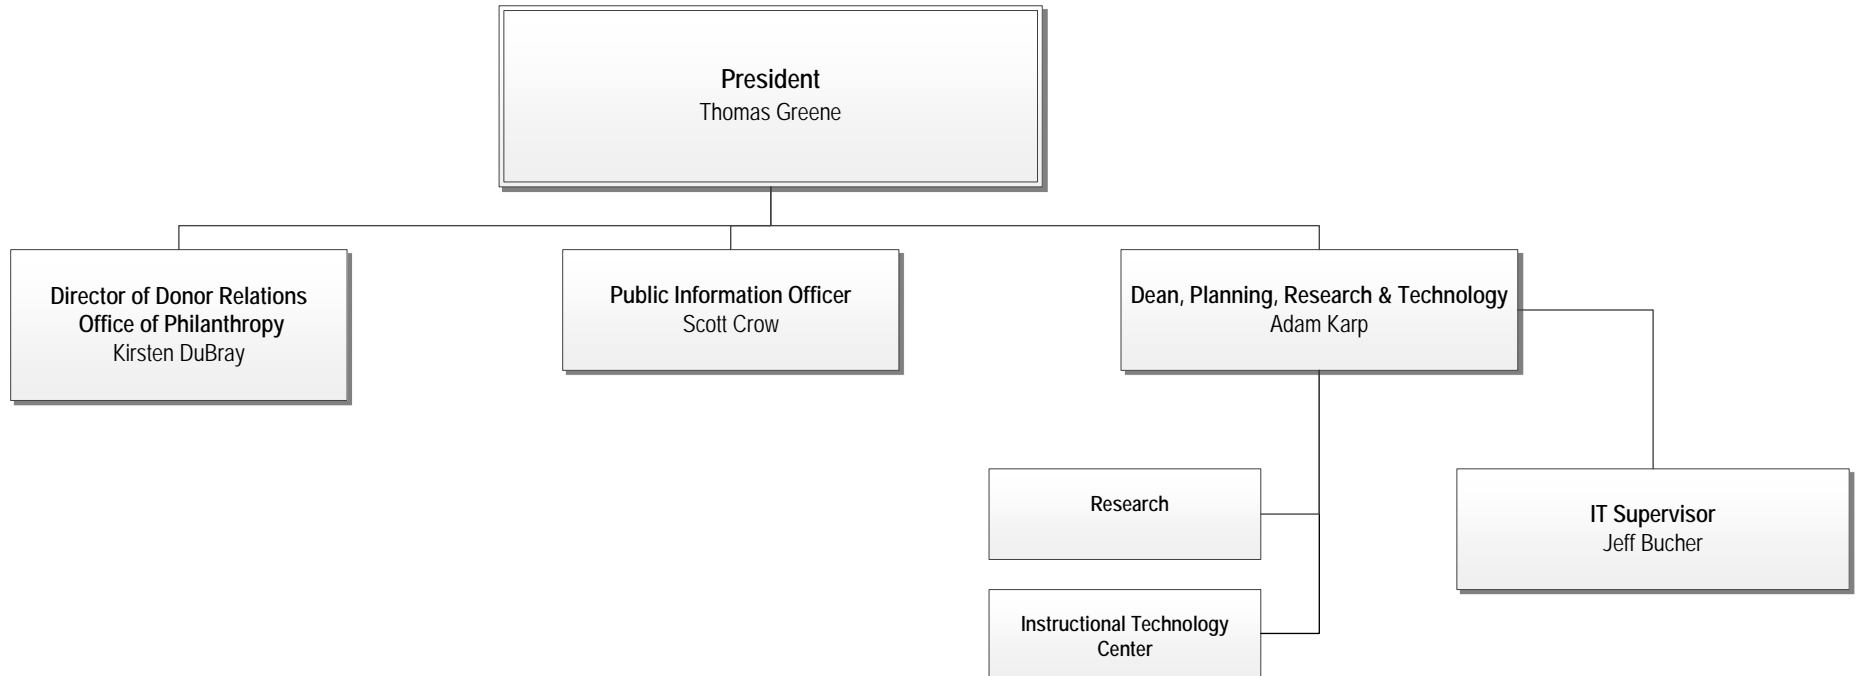 President
Thomas Greene
Director of Donor Relations
Office of Philanthropy
Kirsten DuBray
Public Information Officer
Scott Crow
Dean, Planning, Research & Technology
Adam Karp
Research
IT Supervisor
Jeff Bucher
Instructional Technology
Center